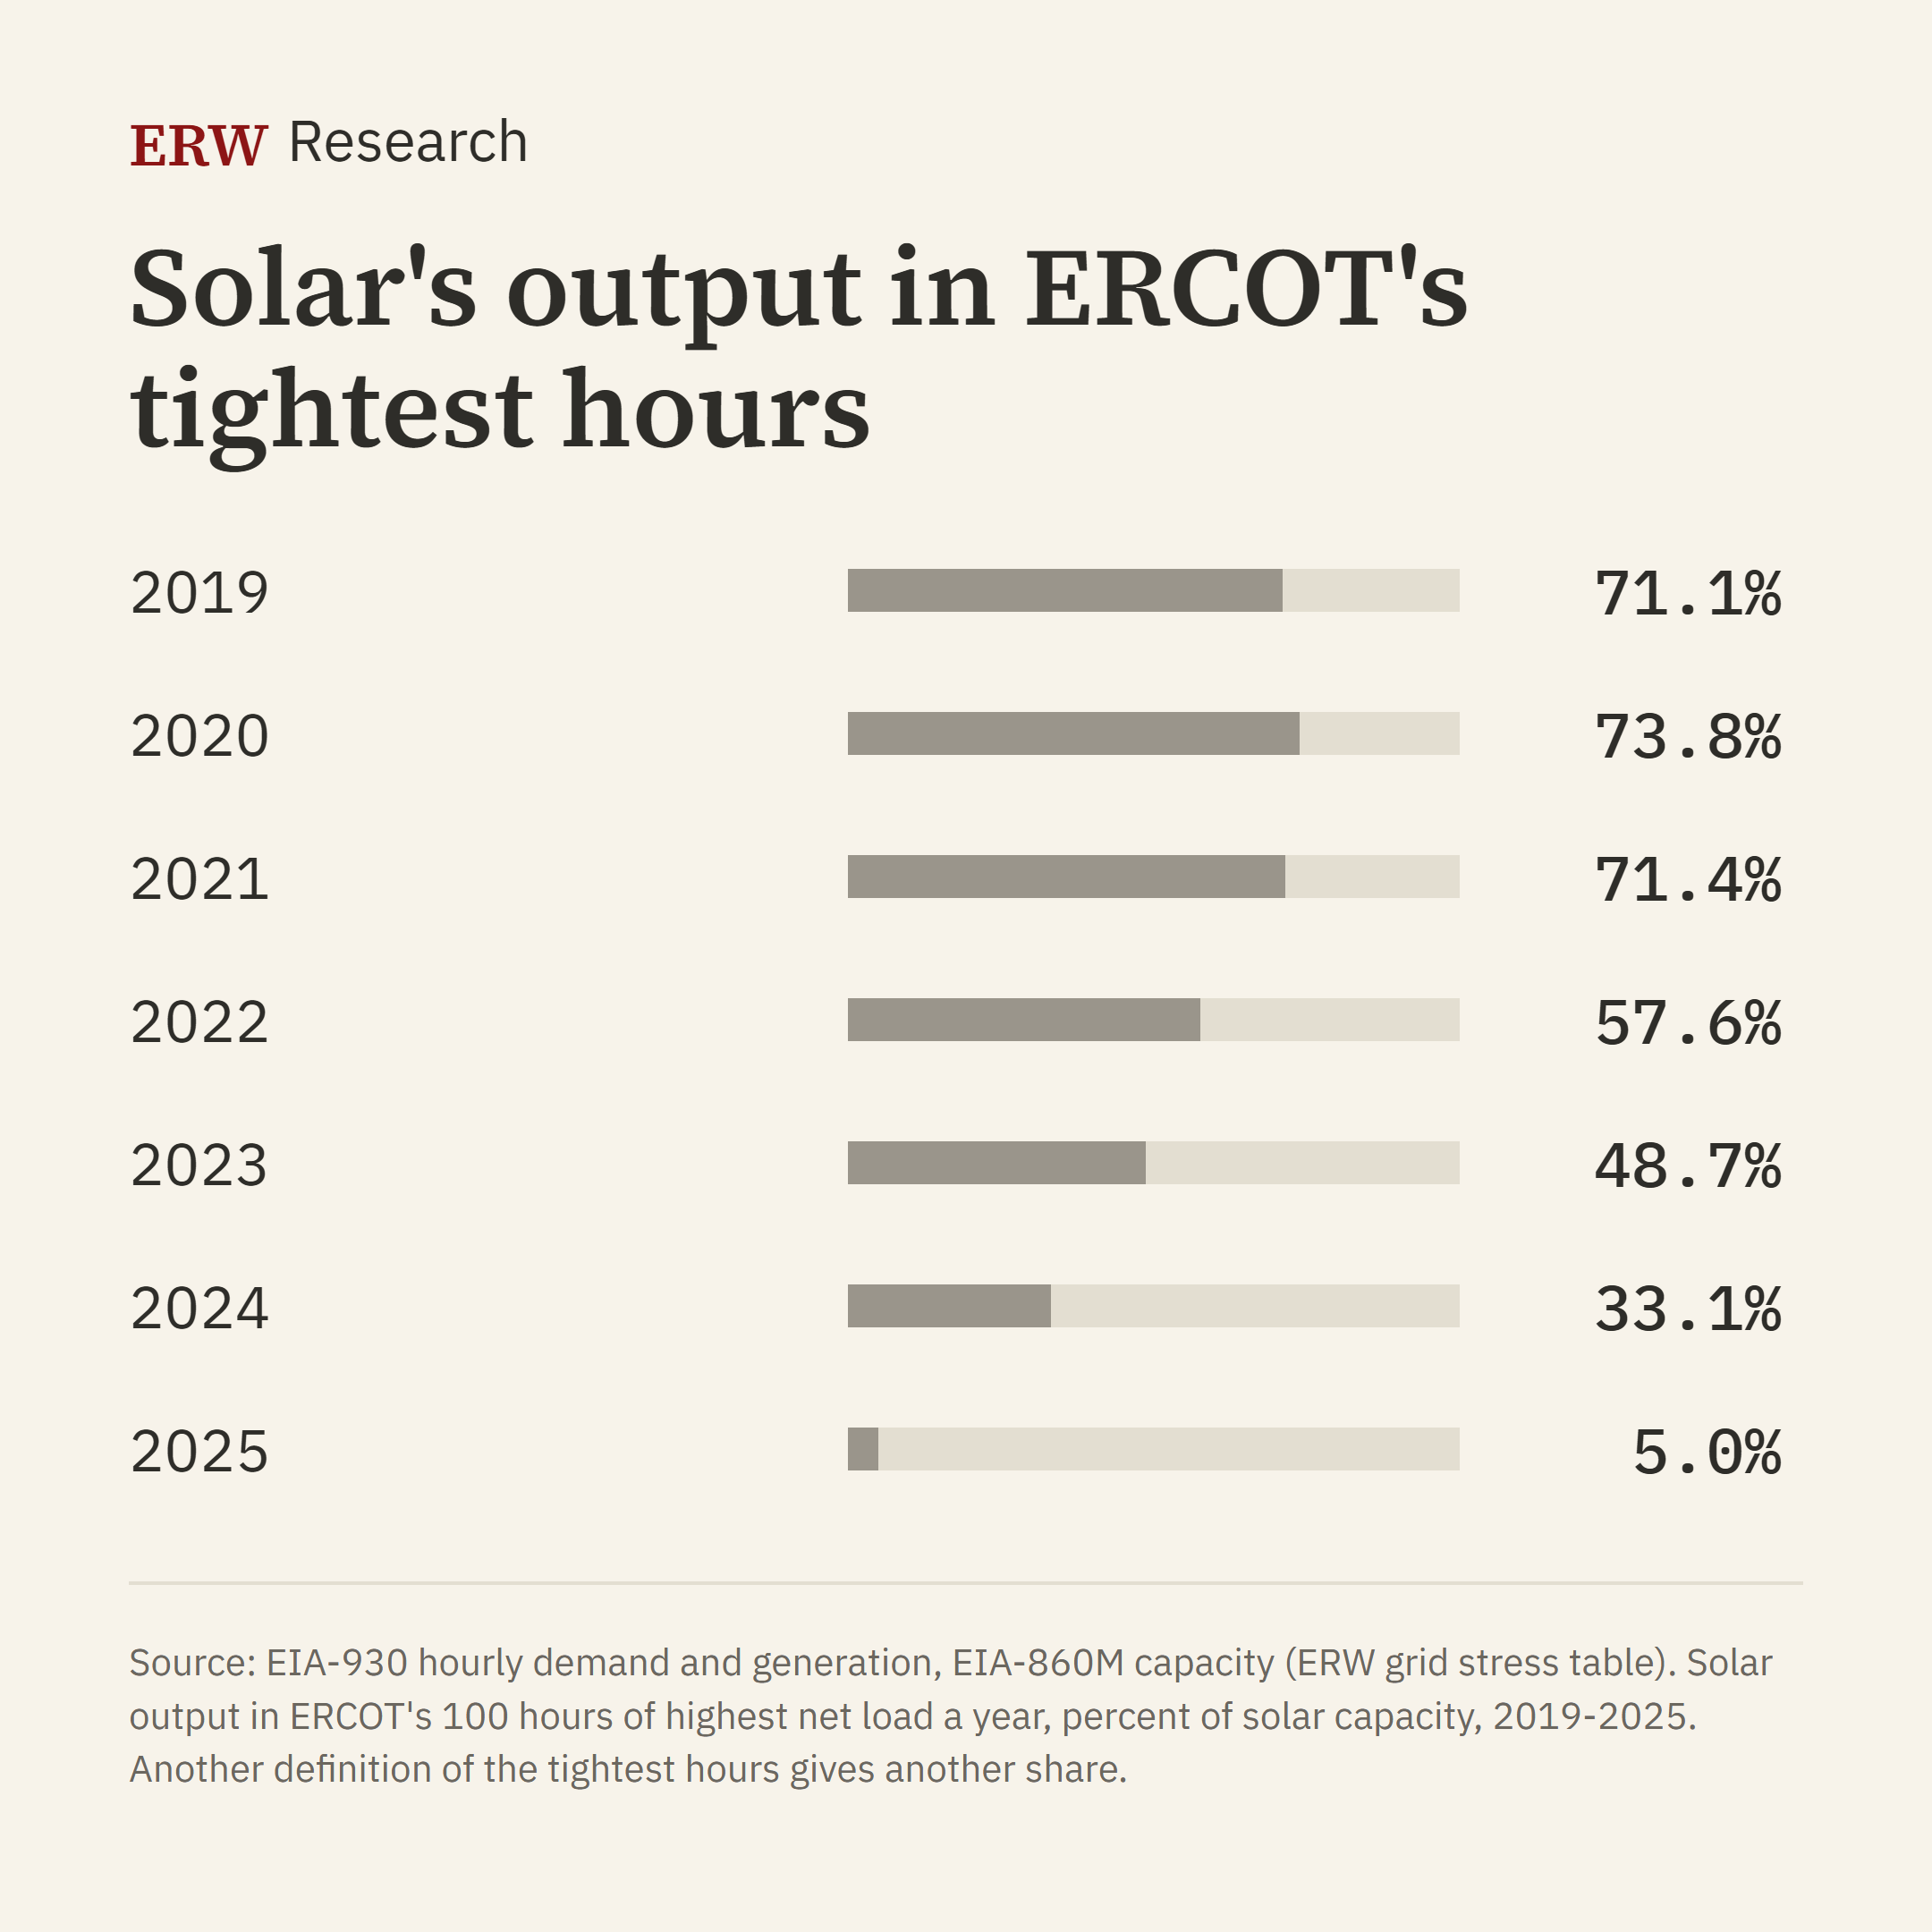 ERW Research
Solar's output in ERCOT's
tightest hours
2019 71.1%
2020 73.8%
2021 71.4%
2022 57.6%
2023 48.7%
2024 33.1%
2025 5.0%
Source: EIA-930 hourly demand and generation, EIA-860M capacity (ERW grid stress table). Solar
output in ERCOT's 100 hours of highest net load a year, percent of solar capacity, 2019-2025.
Another definition of the tightest hours gives another share.